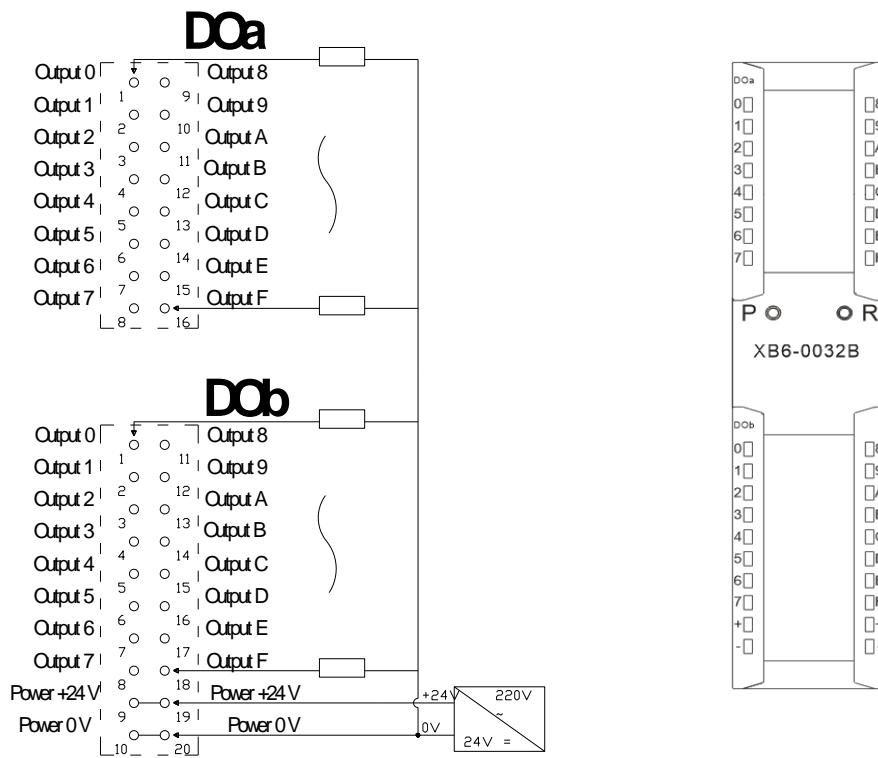 DOa
Output 0 Output 8
1 9
Output 1 Output 9
2 10
Output 2 Output A
3 11
Output 3 Output B
4 12
Output 4 Output C
5 13
Output 5 Output D
6 14
Output 6 Output E
7 15
Output 7 Output F
8 16
DOb
Output 0 Output 8
1 11
Output 1 Output 9
2 12
Output 2 Output A
3 13
Output 3 Output B
4 14
Output 4 Output C
5 15
Output 5 Output D
6 16
Output 6 Output E
7 17
Output 7 Output F
8 18
Power +24V Power +24V +24V 220V
9 19
~
Power 0V Power 0V 0V
24V =
10 20
DOa
0 8
1 9
2 A
3
4
5
6
7
P R
XB6-0032B
DOb
0 8
1 9
2 A
3
4
5
6
7
+
-